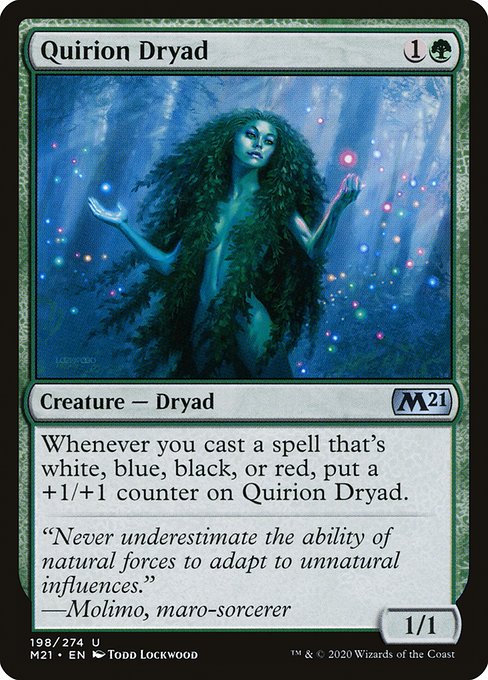 Quirion Dryad 1
LOCKWOOD
Creature — Dryad M21
Whenever you cast a spell that's
white, blue, black, or red, put a
+1/+1 counter on Quirion Dryad.
“Never underestimate the ability of
natural forces to adapt to unnatural
influences.”
—Molimo, maro-sorcerer
1/1
198/274 U
M21 • EN Todd Lockwood ™ & © 2020 Wizards of the Coast